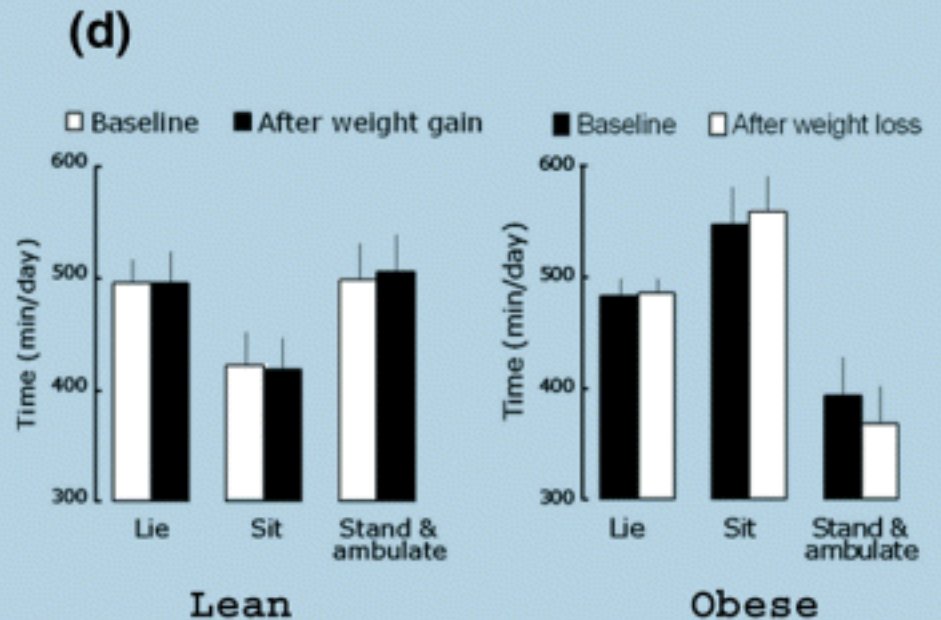 (d)
Baseline After weight gain
Time (min/day)
600
500
400
300
Lie Sit Stand &
ambulate
Lean
Baseline After weight loss
Time (min/day)
600
500
400
300
Lie Sit Stand &
ambulate
Obese